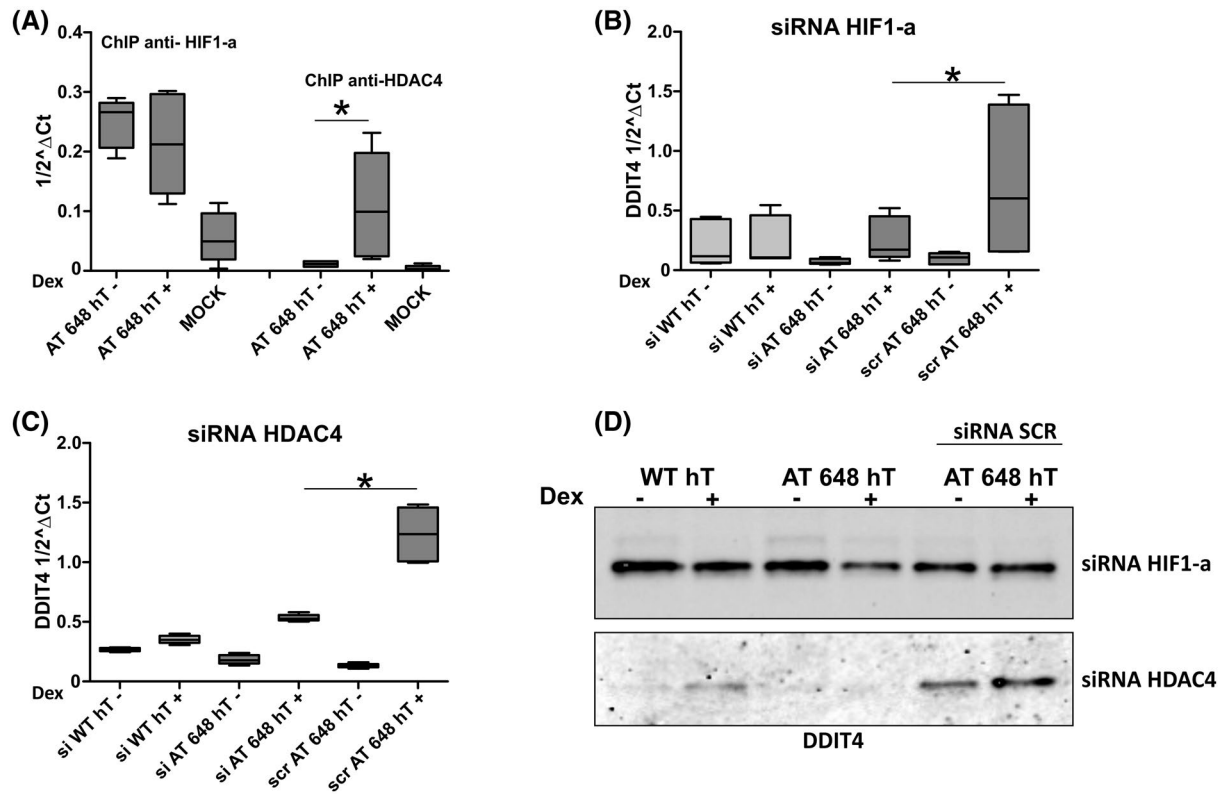 (A)
ChIP anti- HIF1-a
ChIP anti-HDAC4
*
1/2^ΔCt
0.4
0.3
0.2
0.1
0
Dex
AT 648 hT -
AT 648 hT +
MOCK
AT 648 hT -
AT 648 hT +
MOCK
(B)
siRNA HIF1-a
*
DDIT4 1/2^ΔCt
2.0
1.5
1.0
0.5
0
Dex
si WT hT -
si WT hT +
si AT 648 hT -
si AT 648 hT +
scr AT 648 hT -
scr AT 648 hT +
(C)
siRNA HDAC4
*
DDIT4 1/2^ΔCt
2.0
1.5
1.0
0.5
0
Dex
si WT hT -
si WT hT +
si AT 648 hT -
si AT 648 hT +
scr AT 648 hT -
scr AT 648 hT +
(D)
siRNA SCR
WT hT AT 648 hT AT 648 hT
Dex - + - + - +
siRNA HIF1-a
siRNA HDAC4
DDIT4